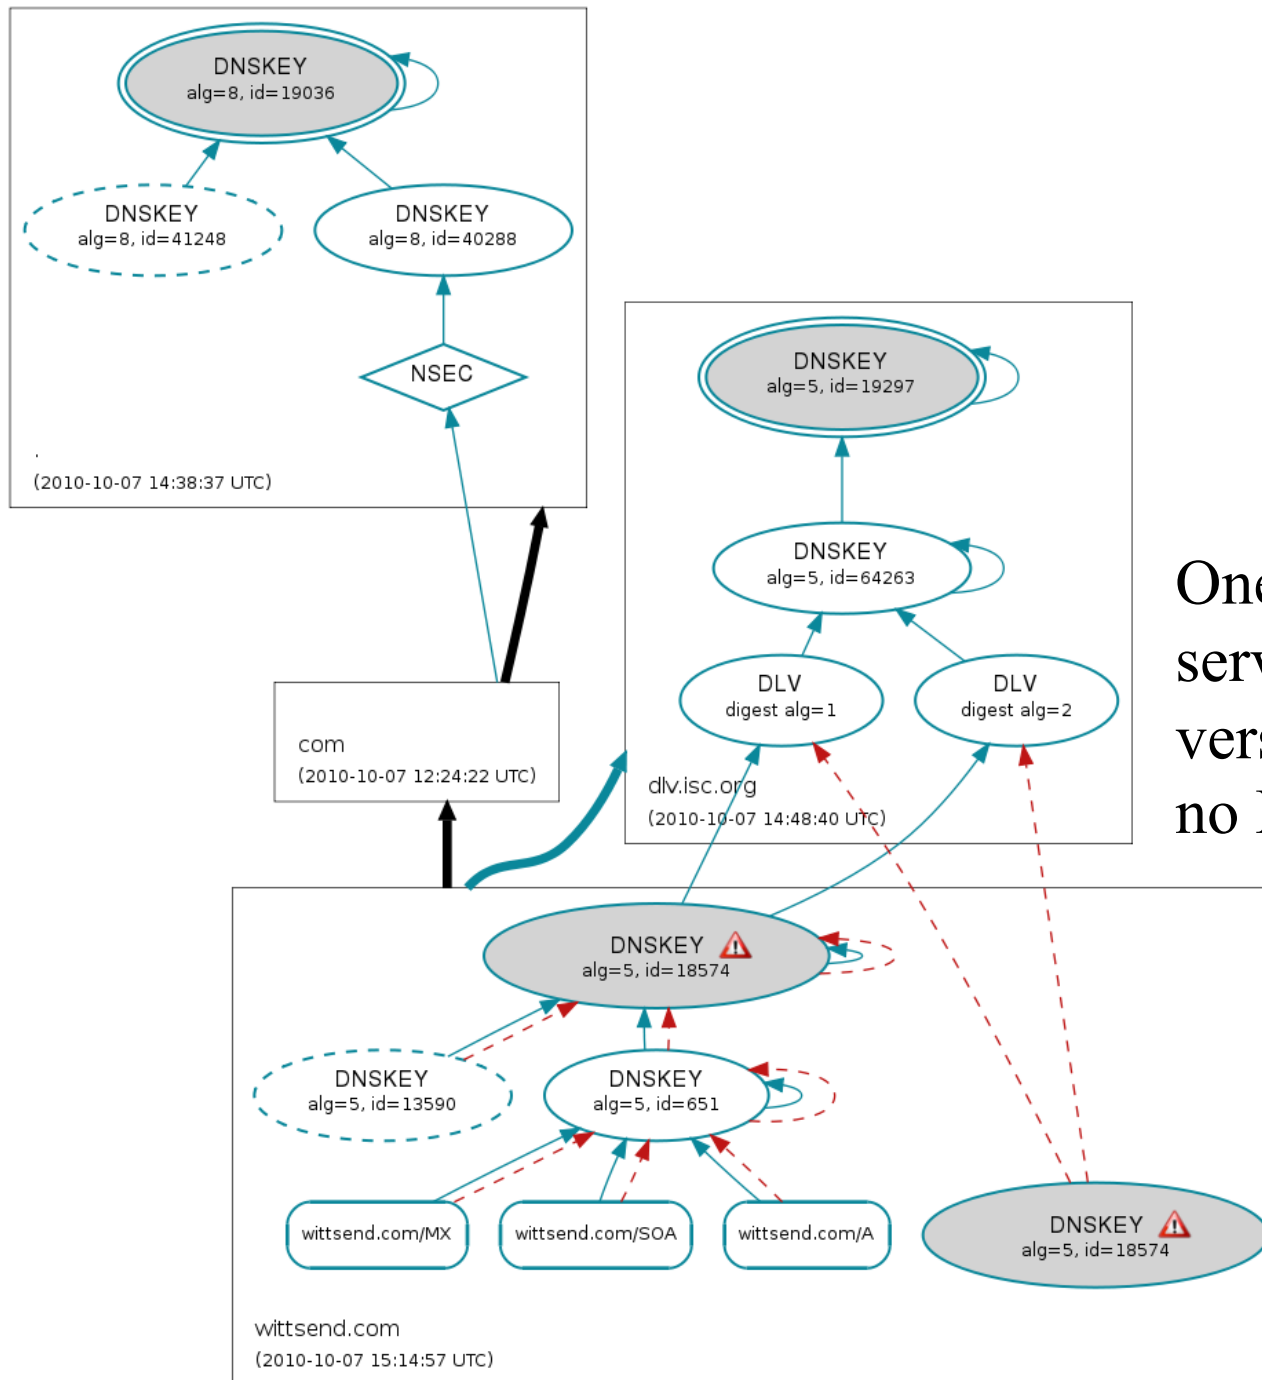 DNSKEY
alg=8, id=19036
DNSKEY
alg=8, id=41248
DNSKEY
alg=8, id=40288
NSEC
.
(2010-10-07 14:38:37 UTC)
DNSKEY
alg=5, id=19297
DNSKEY
alg=5, id=64263
DLV
digest alg=1
DLV
digest alg=2
dlv.isc.org
(2010-10-07 14:48:40 UTC)
com
(2010-10-07 12:24:22 UTC)
no
DNSKEY
alg=5, id=18574
DNSKEY
alg=5, id=13590
DNSKEY
alg=5, id=651
wittsend.com/MX
wittsend.com/SOA
wittsend.com/A
DNSKEY
alg=5, id=18574
wittsend.com
(2010-10-07 15:14:57 UTC)